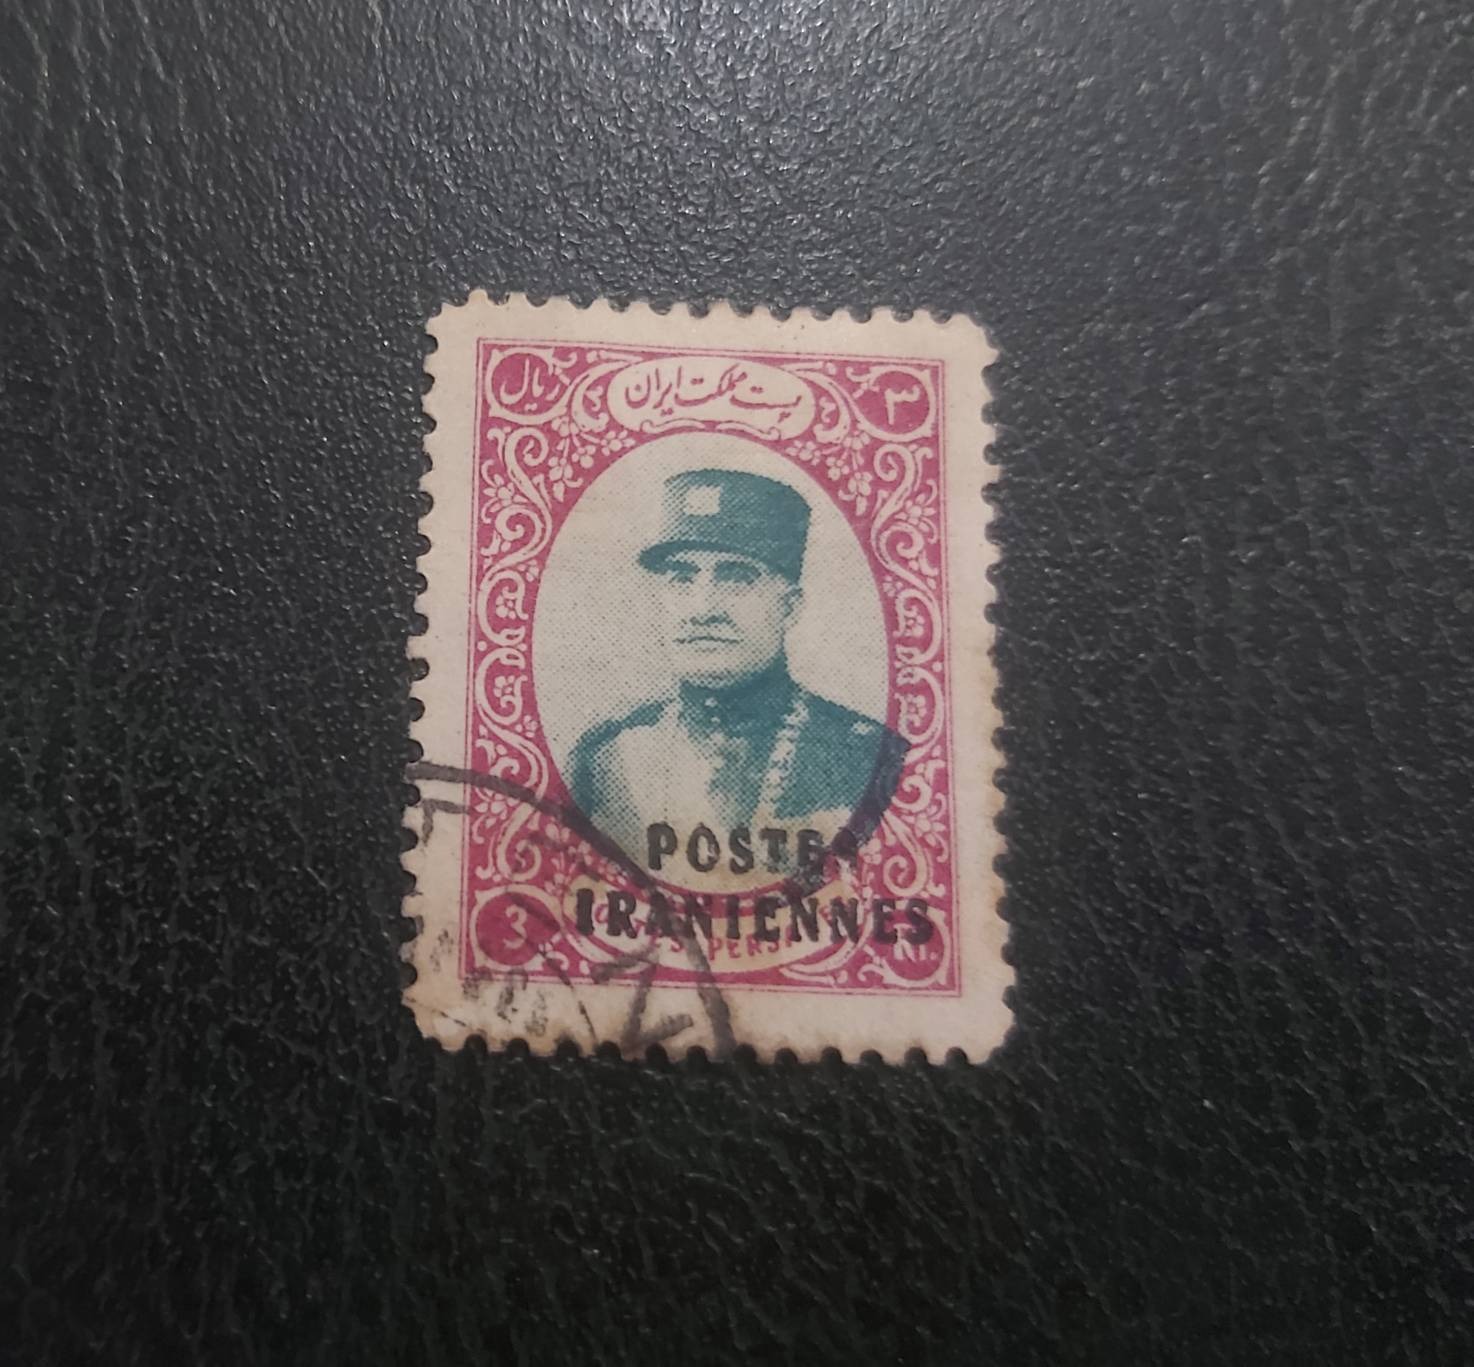 ریال
پست مملکت ایران
۳
POSTES
IRANIENNES
3